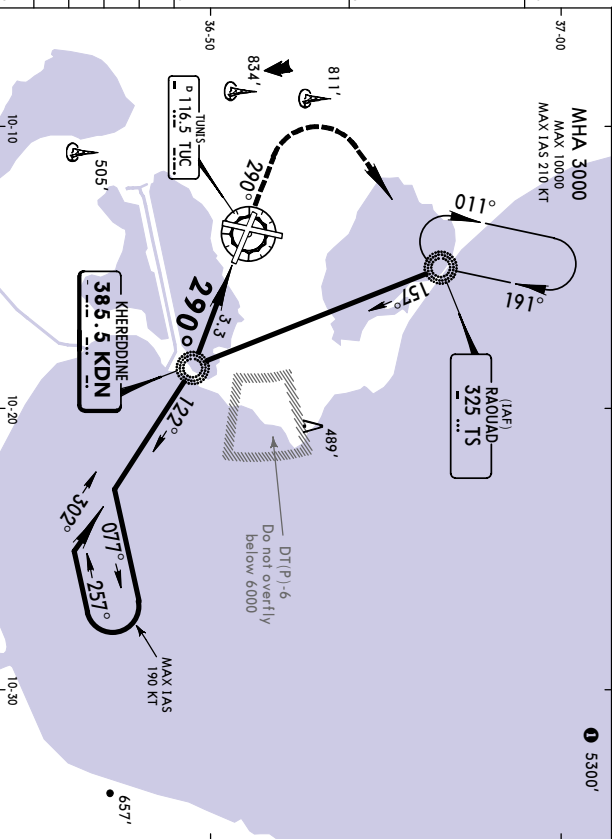 37-00
MHA 3000
MAX 10000
MAX IAS 210 KT
❶ 5300'
011°
191°
(IAF)
RAOUAD
325 TS
157°
811'
834'
489'
DT(P)-6
Do not overfly
below 6000
36-50
TUNIS
D 116.5 TUC
290°
3.3
290°
KHEREDDINE
385.5 KDN
122°
505'
077°
302°
257°
MAX IAS
190 KT
657'
10-10
10-20
10-30